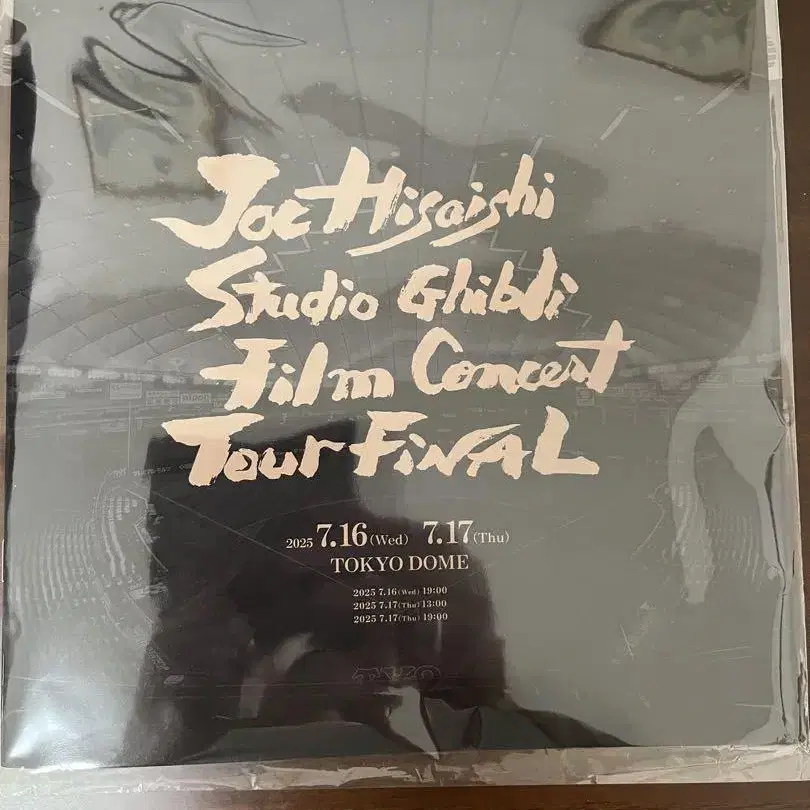 Joe Hisaishi
Studio Ghibli
Film Concert
Tour FiNAL
2025 7.16(Wed) 7.17(Thu)
TOKYO DOME
2025 7.16(Wed) 19:00
2025 7.17(Thu) 13:00
2025 7.17(Thu) 19:00